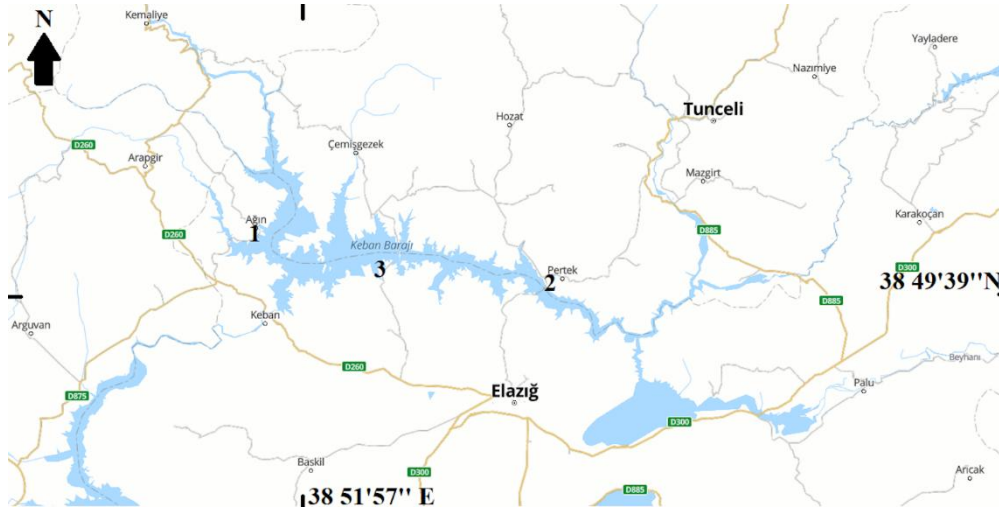 N
Kemaliye
Yayladere
Nazımiye
Tunceli
Hozat
D260
Çemişgezek
Arapgir
Mazgirt
Ağın
1
Karakoçan
D260
D885
Keban Barajı
3
D300
Pertek
2
38 49'39''N
D885
Keban
Arguvan
Beyhanı
D260
D875
Elazığ
Palu
D300
Baskil
D300
Arıcak
D885
38 51'57'' E